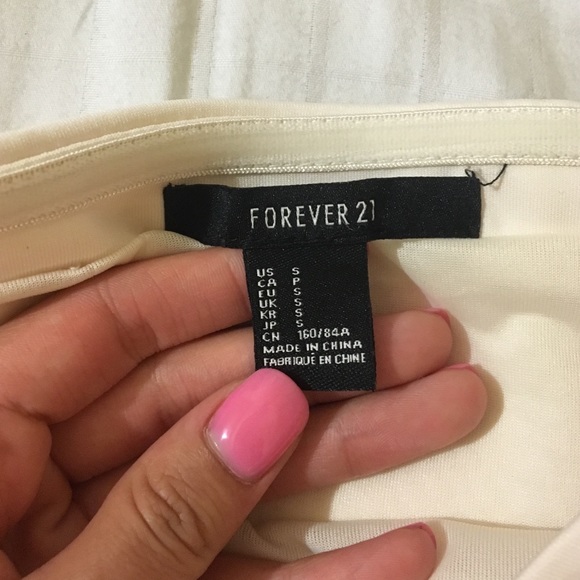 FOREVER 21
US S
CA P
EU S
UK S
KR S
JP S
CN 160/84A
MADE IN CHINA
FABRIQUÉ EN CHINE